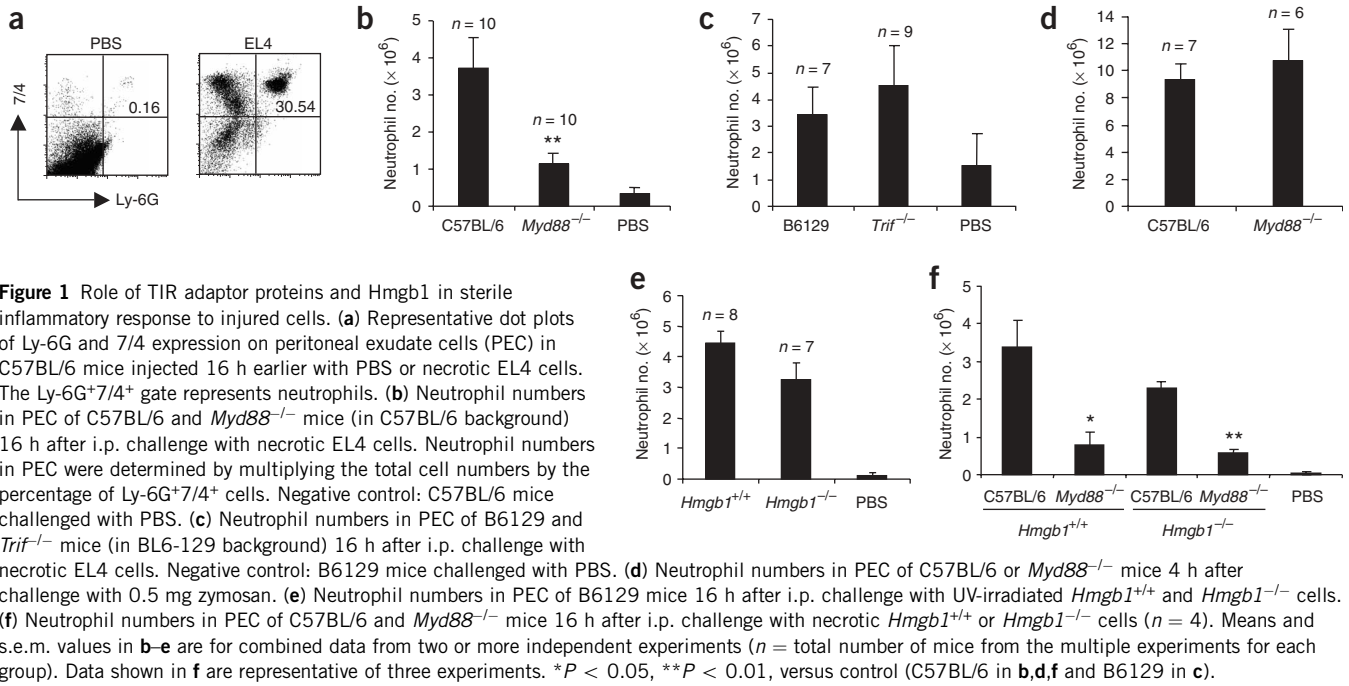 a
PBS
EL4
7/4
0.16
30.54
Ly-6G
b
Neutrophil no. (× 10⁶)
5
4
3
2
1
0
n = 10
n = 10
**
C57BL/6 Myd88⁻/⁻ PBS
c
Neutrophil no. (× 10⁶)
7
6
5
4
3
2
1
0
n = 7
n = 9
B6129 Trif⁻/⁻ PBS
d
Neutrophil no. (× 10⁶)
14
12
10
8
6
4
2
0
n = 7
n = 6
C57BL/6 Myd88⁻/⁻
e
Neutrophil no. (× 10⁶)
6
5
4
3
2
1
0
n = 8
n = 7
Hmgb1⁺/⁺ Hmgb1⁻/⁻ PBS
f
Neutrophil no. (× 10⁶)
5
4
3
2
1
0
*
**
C57BL/6 Myd88⁻/⁻ C57BL/6 Myd88⁻/⁻ PBS
Hmgb1⁺/⁺ Hmgb1⁻/⁻
Figure 1 Role of TIR adaptor proteins and Hmgb1 in sterile
inflammatory response to injured cells. (a) Representative dot plots
of Ly-6G and 7/4 expression on peritoneal exudate cells (PEC) in
C57BL/6 mice injected 16 h earlier with PBS or necrotic EL4 cells.
The Ly-6G⁺7/4⁺ gate represents neutrophils. (b) Neutrophil numbers
in PEC of C57BL/6 and Myd88⁻/⁻ mice (in C57BL/6 background)
16 h after i.p. challenge with necrotic EL4 cells. Neutrophil numbers
in PEC were determined by multiplying the total cell numbers by the
percentage of Ly-6G⁺7/4⁺ cells. Negative control: C57BL/6 mice
challenged with PBS. (c) Neutrophil numbers in PEC of B6129 and
Trif⁻/⁻ mice (in BL6-129 background) 16 h after i.p. challenge with
necrotic EL4 cells. Negative control: B6129 mice challenged with PBS. (d) Neutrophil numbers in PEC of C57BL/6 or Myd88⁻/⁻ mice 4 h after
challenge with 0.5 mg zymosan. (e) Neutrophil numbers in PEC of B6129 mice 16 h after i.p. challenge with UV-irradiated Hmgb1⁺/⁺ and Hmgb1⁻/⁻ cells.
(f) Neutrophil numbers in PEC of C57BL/6 and Myd88⁻/⁻ mice 16 h after i.p. challenge with necrotic Hmgb1⁺/⁺ or Hmgb1⁻/⁻ cells (n = 4). Means and
s.e.m. values in b–e are for combined data from two or more independent experiments (n = total number of mice from the multiple experiments for each
group). Data shown in f are representative of three experiments. *P < 0.05, **P < 0.01, versus control (C57BL/6 in b,d,f and B6129 in c).